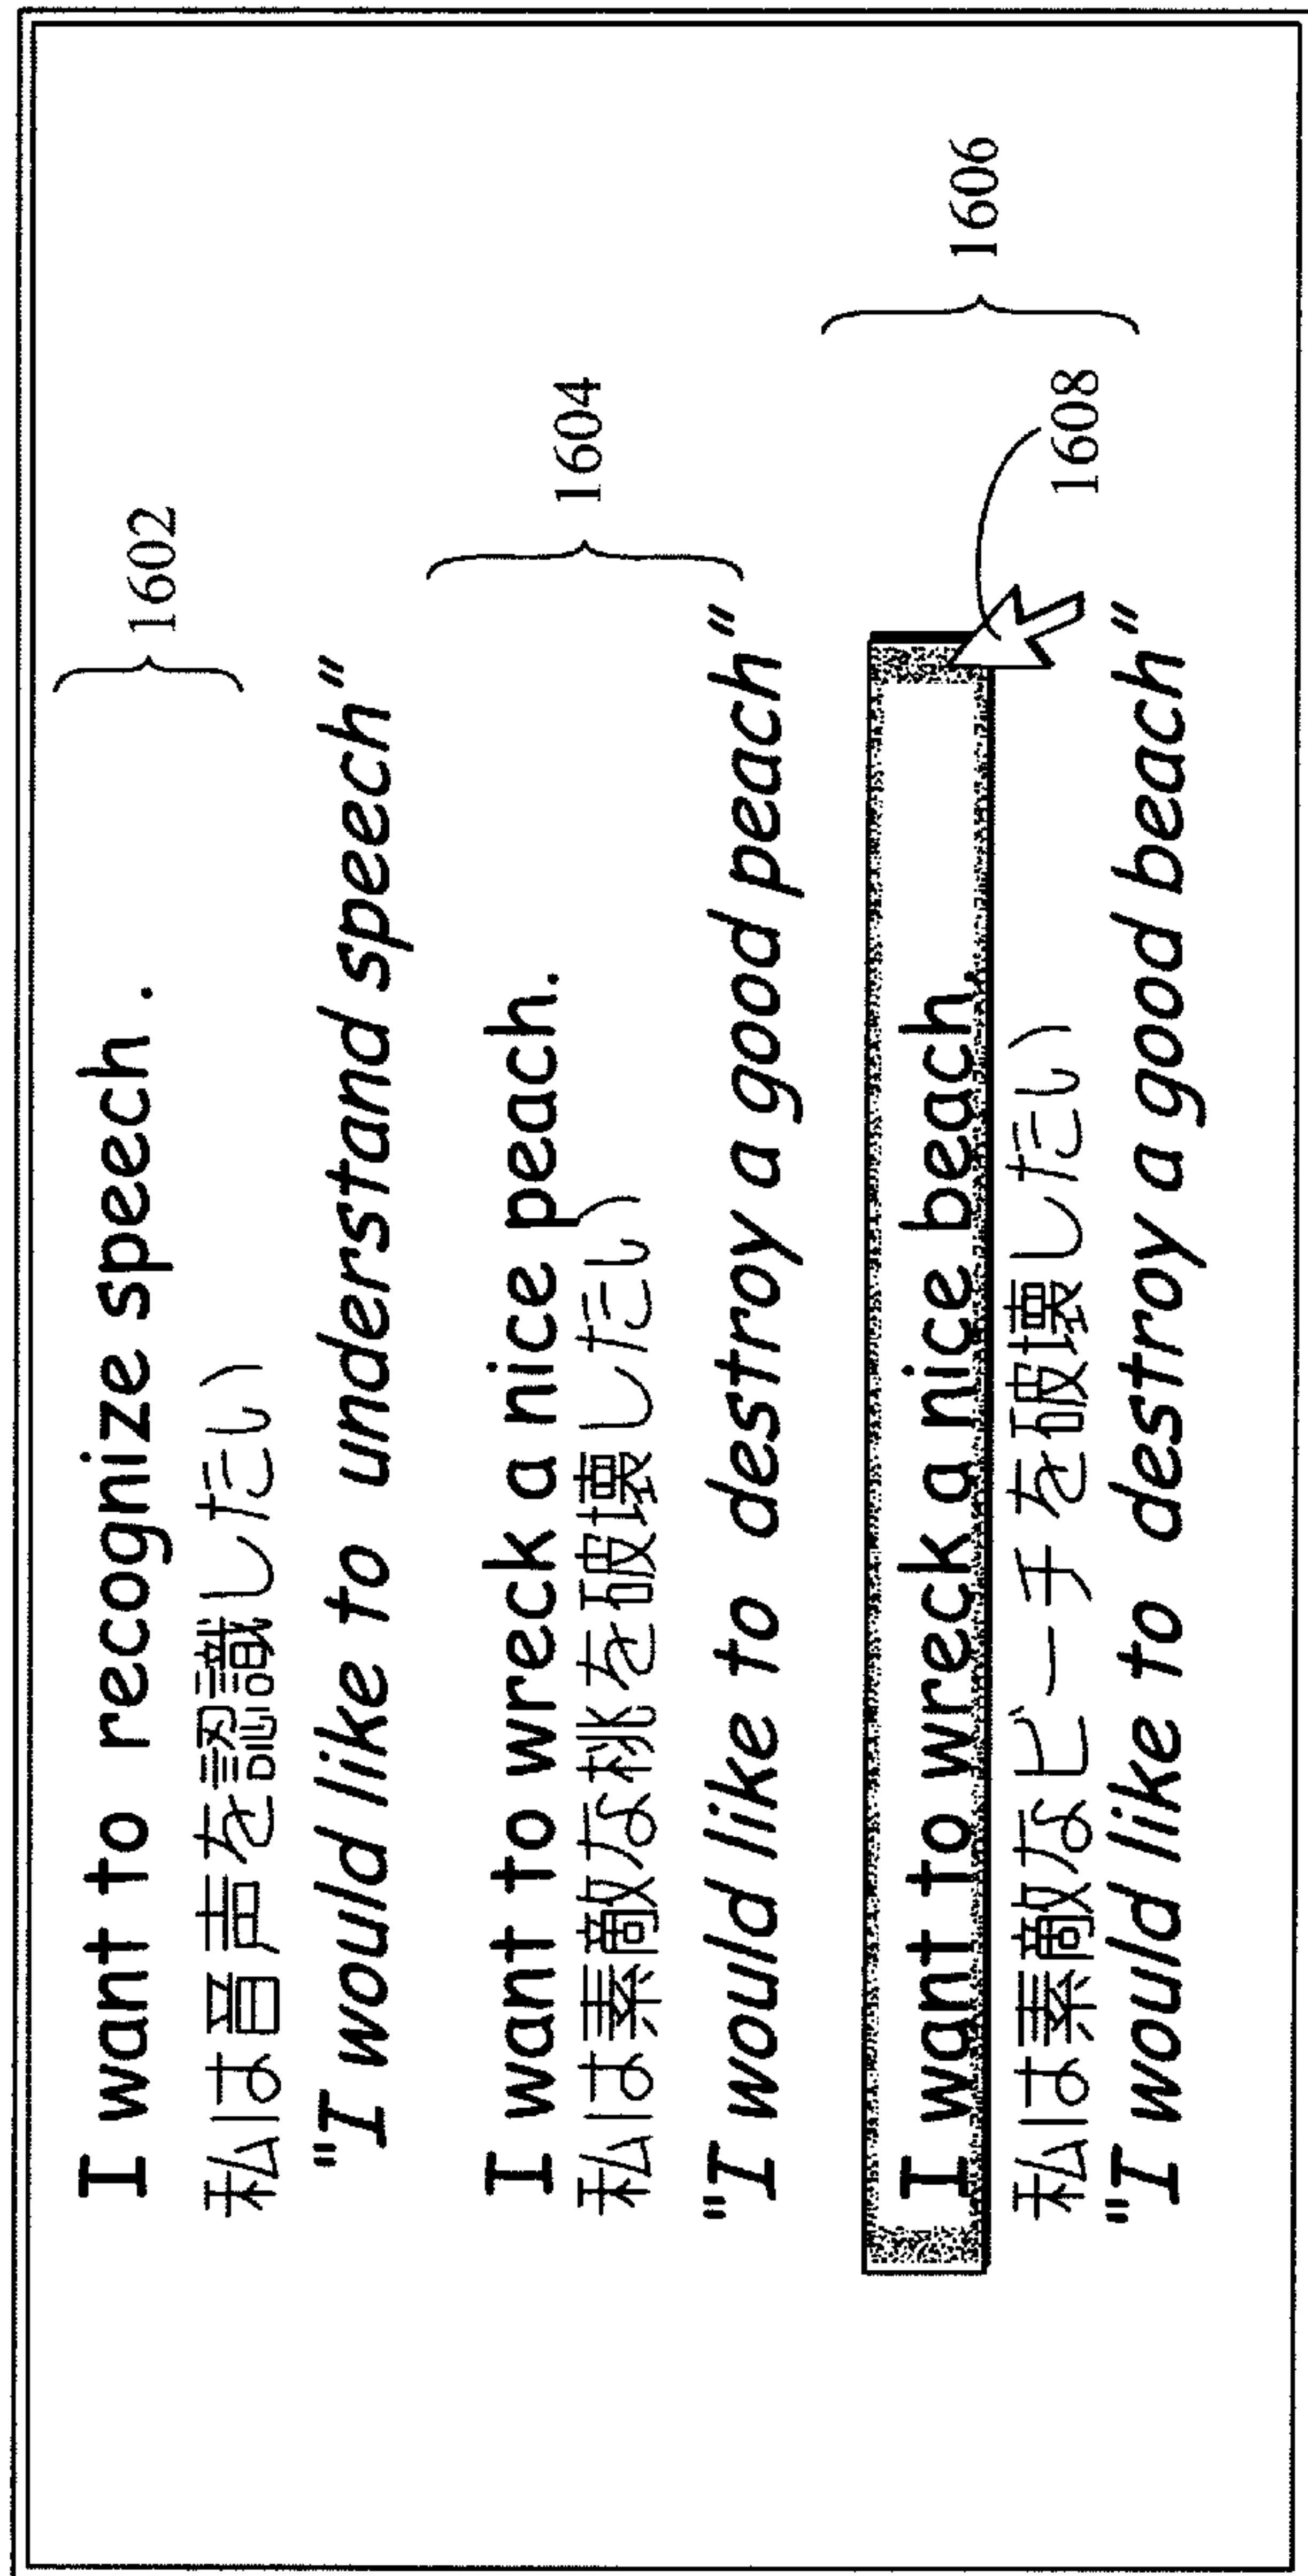 I want to recognize speech.
私は音声を認識したい
"I would like to understand speech"
1602
I want to wreck a nice peach.
私は素敵な桃を破壊したい
"I would like to destroy a good peach"
1604
I want to wreck a nice beach.
私は素敵なビーチを破壊したい
"I would like to destroy a good beach"
1606
1608